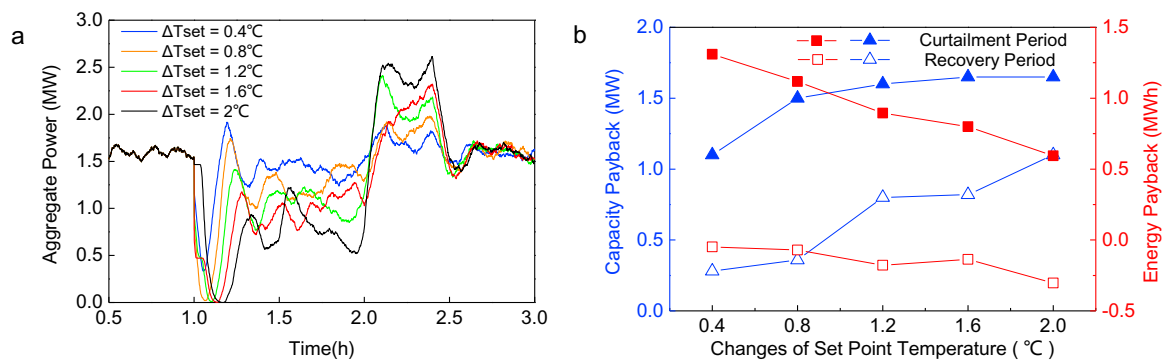 a
Aggregate Power (MW)
3.0
2.5
2.0
1.5
1.0
0.5
0.0
ΔTset = 0.4℃
ΔTset = 0.8℃
ΔTset = 1.2℃
ΔTset = 1.6℃
ΔTset = 2℃
0.5 1.0 1.5 2.0 2.5 3.0
Time(h)
b
Capacity Payback (MW)
2.0
1.5
1.0
0.5
0.0
Curtailment Period
Recovery Period
1.5
1.0
0.5
0.0
-0.5
Energy Payback (MWh)
0.4 0.8 1.2 1.6 2.0
Changes of Set Point Temperature ( ℃ )